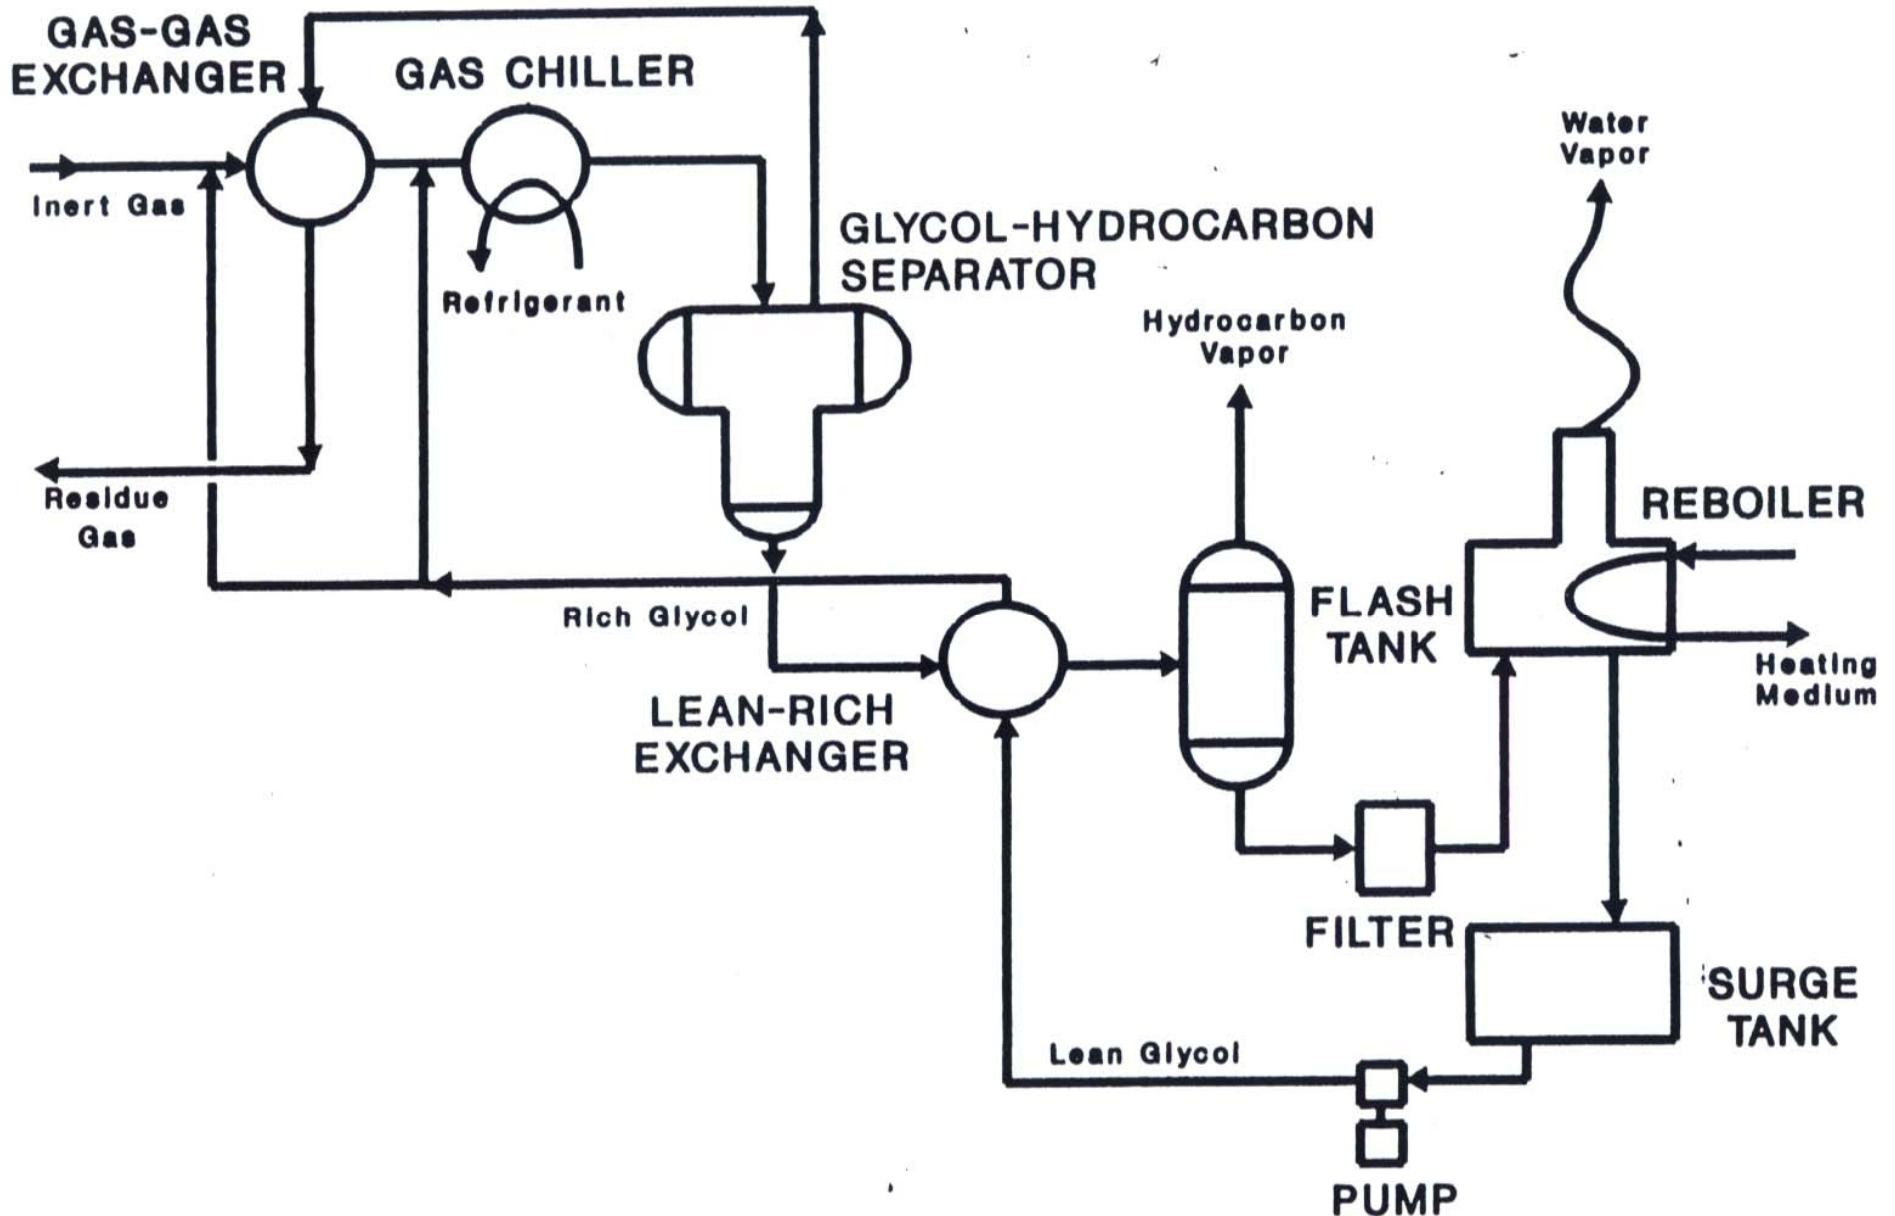 GAS-GAS
EXCHANGER
GAS CHILLER
Inert Gas
Refrigerant
GLYCOL-HYDROCARBON
SEPARATOR
Water
Vapor
Hydrocarbon
Vapor
Residue
Gas
REBOILER
Rich Glycol
FLASH
TANK
Heating
Medium
LEAN-RICH
EXCHANGER
FILTER
SURGE
TANK
Lean Glycol
PUMP